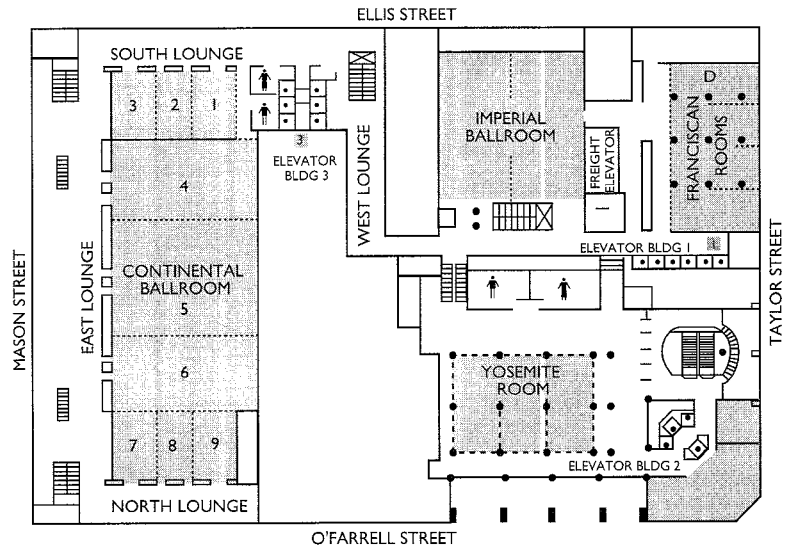 ELLIS STREET
SOUTH LOUNGE
3
2
1
3
ELEVATOR
BLDG 3
WEST LOUNGE
IMPERIAL
BALLROOM
FREIGHT
ELEVATOR
D
FRANCISCAN
ROOMS
4
ELEVATOR BLDG 1
1
MASON STREET
EAST LOUNGE
CONTINENTAL
BALLROOM
5
TAYLOR STREET
6
YOSEMITE
ROOM
7
8
9
ELEVATOR BLDG 2
NORTH LOUNGE
O'FARRELL STREET